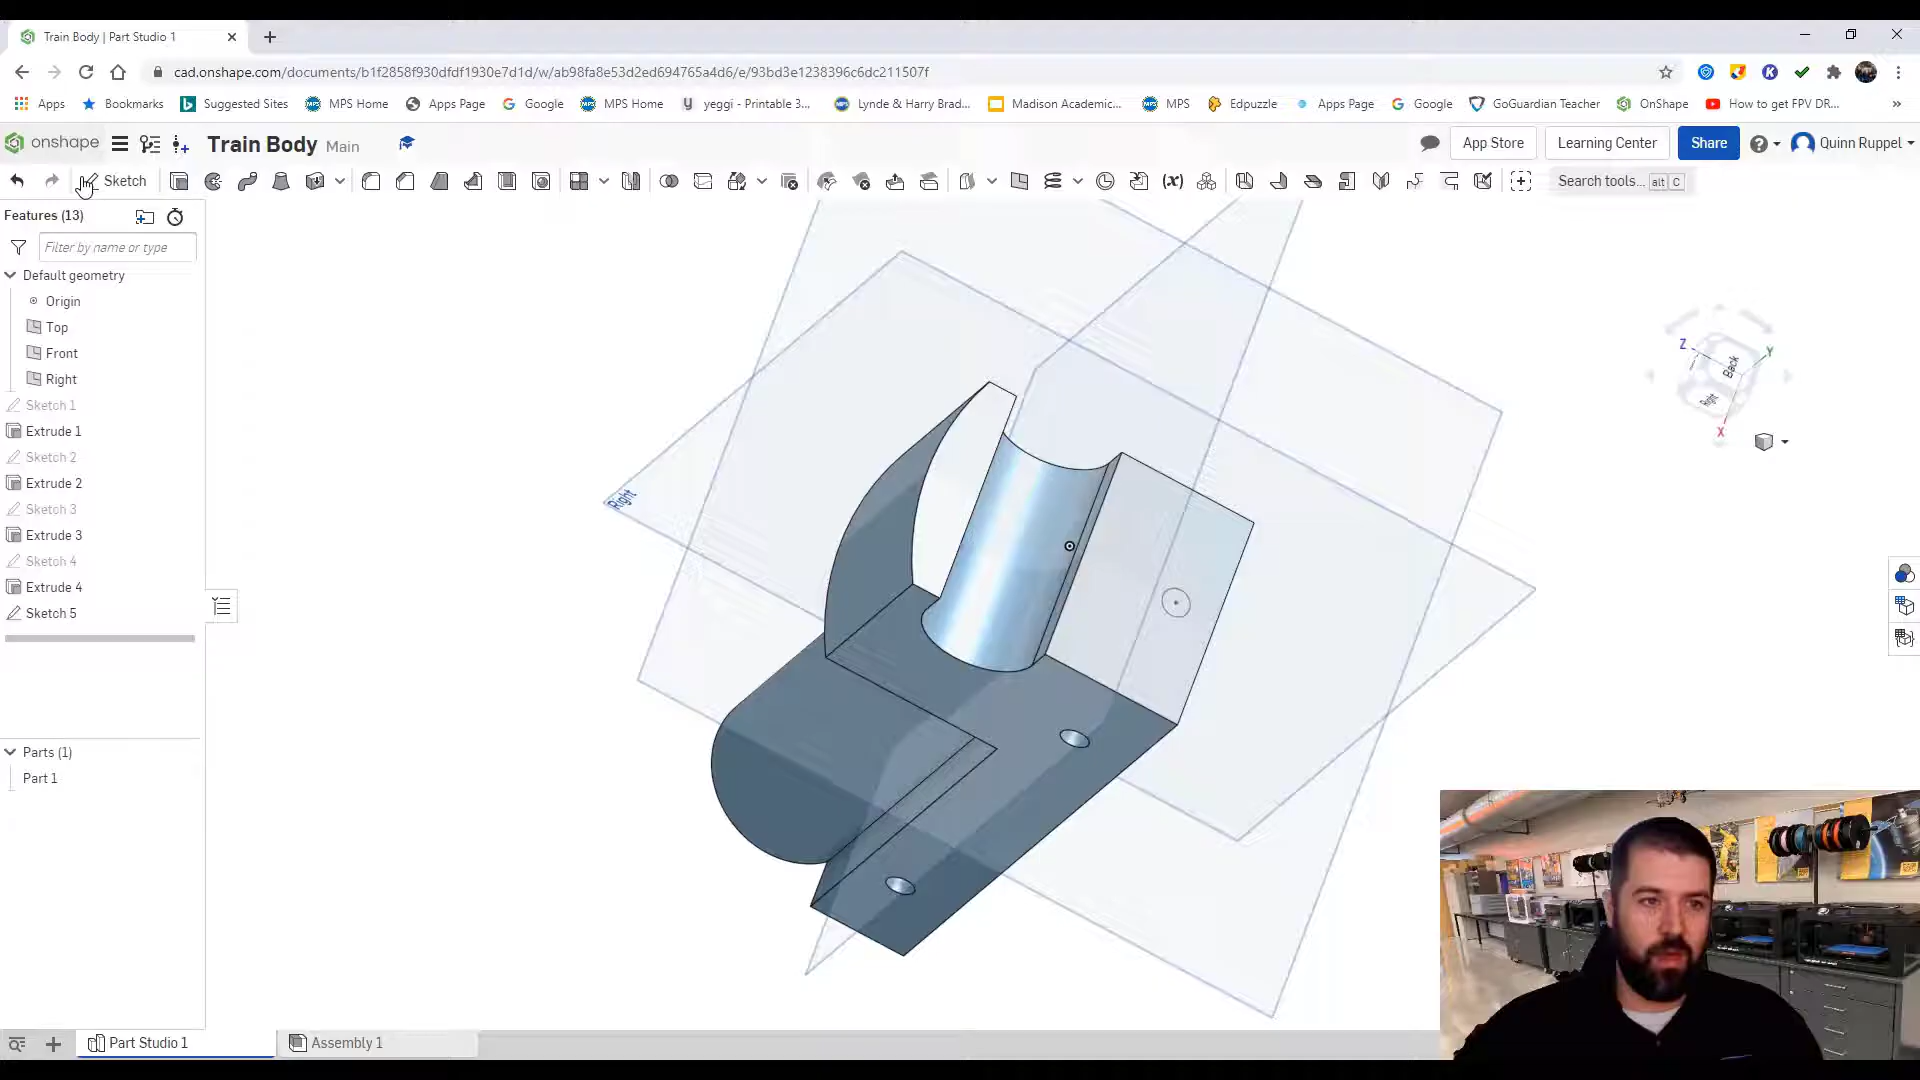 Train Body | Part Studio 1
cad.onshape.com/documents/b1f2858f930dfdf1930e7d1d/w/ab98fa8e53d2ed694765a4d6/e/93bd3e1238396c6dc211507f
Apps Bookmarks Suggested Sites MPS Home Apps Page Google MPS Home yeggi - Printable 3... Lynde & Harry Brad... Madison Academic... MPS Edpuzzle Apps Page Google GoGuardian Teacher OnShape How to get FPV DR... »
onshape Train Body Main App Store Learning Center Share Quinn Ruppel
Sketch (x) Search tools... alt C
Features (13)
Filter by name or type
Default geometry
Origin
Top
Front
Right
Sketch 1
Extrude 1
Sketch 2
Extrude 2
Sketch 3
Extrude 3
Sketch 4
Extrude 4
Sketch 5
Parts (1)
Part 1
Right
Z
Y
Back
X
Part Studio 1 Assembly 1